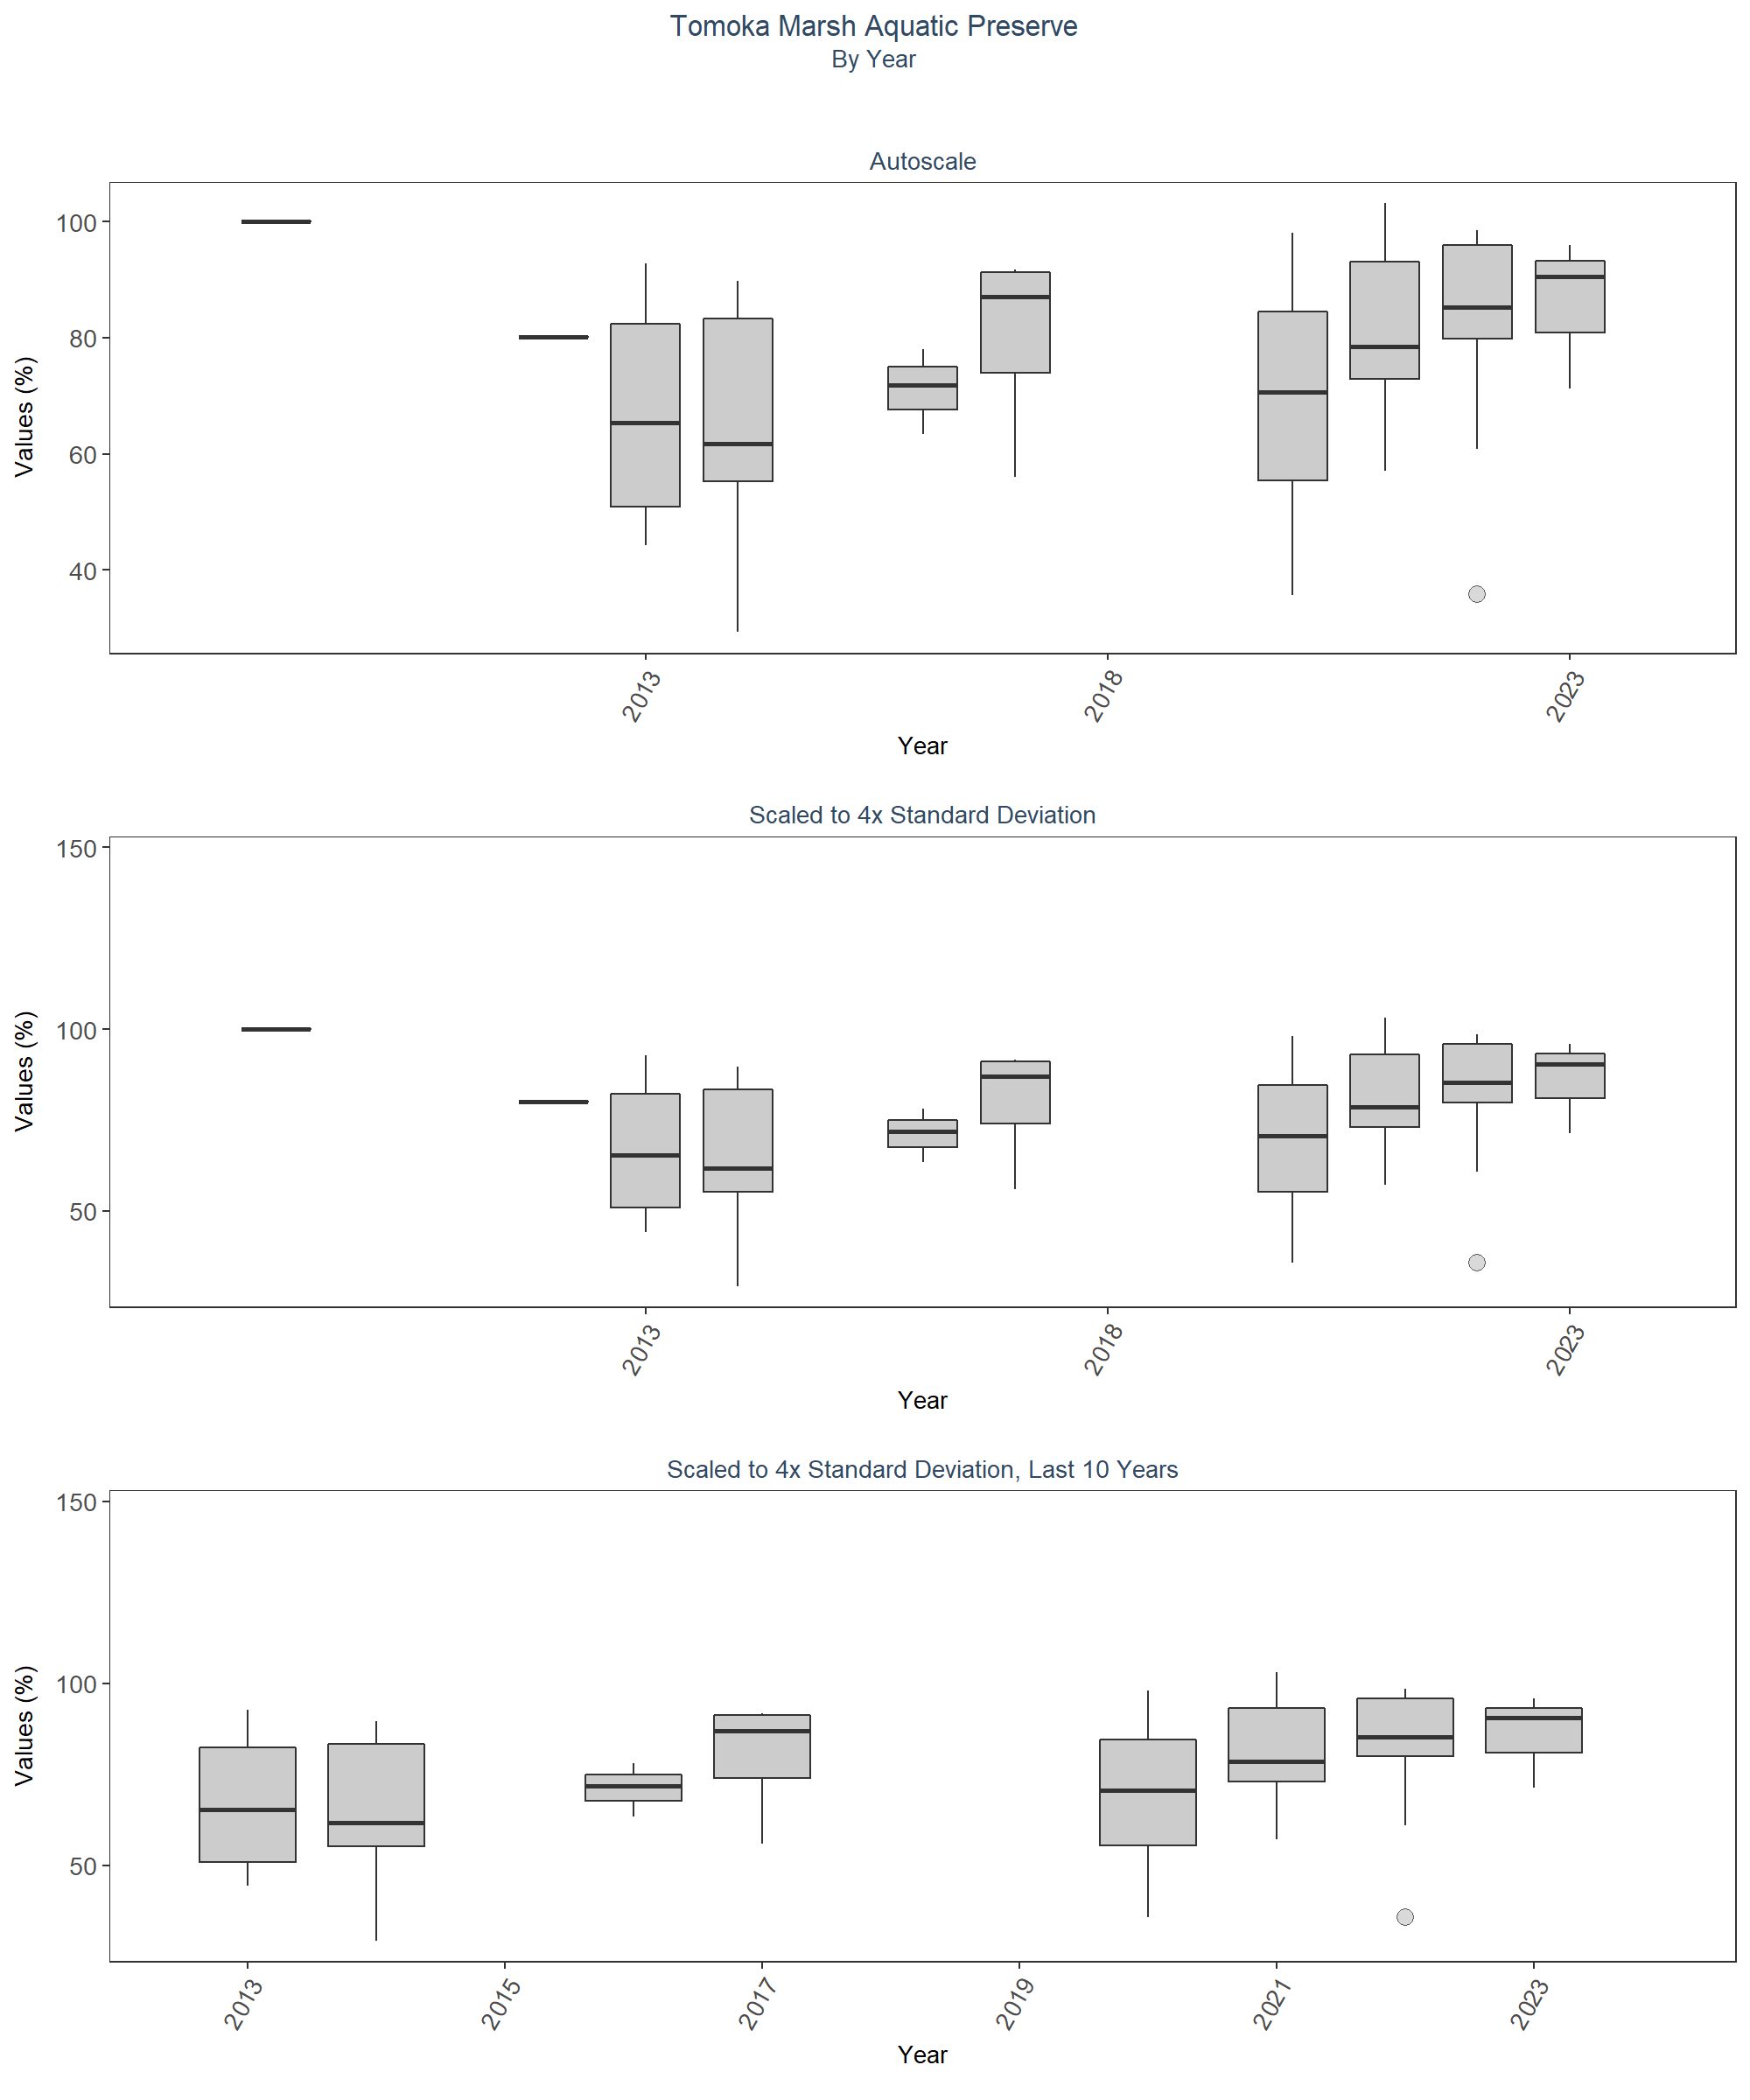 Tomoka Marsh Aquatic Preserve
By Year
Autoscale
Values (%)
100
80
60
40
2013
2018
2023
Year
Scaled to 4x Standard Deviation
Values (%)
150
100
50
2013
2018
2023
Year
Scaled to 4x Standard Deviation, Last 10 Years
Values (%)
150
100
50
2013
2015
2017
2019
2021
2023
Year